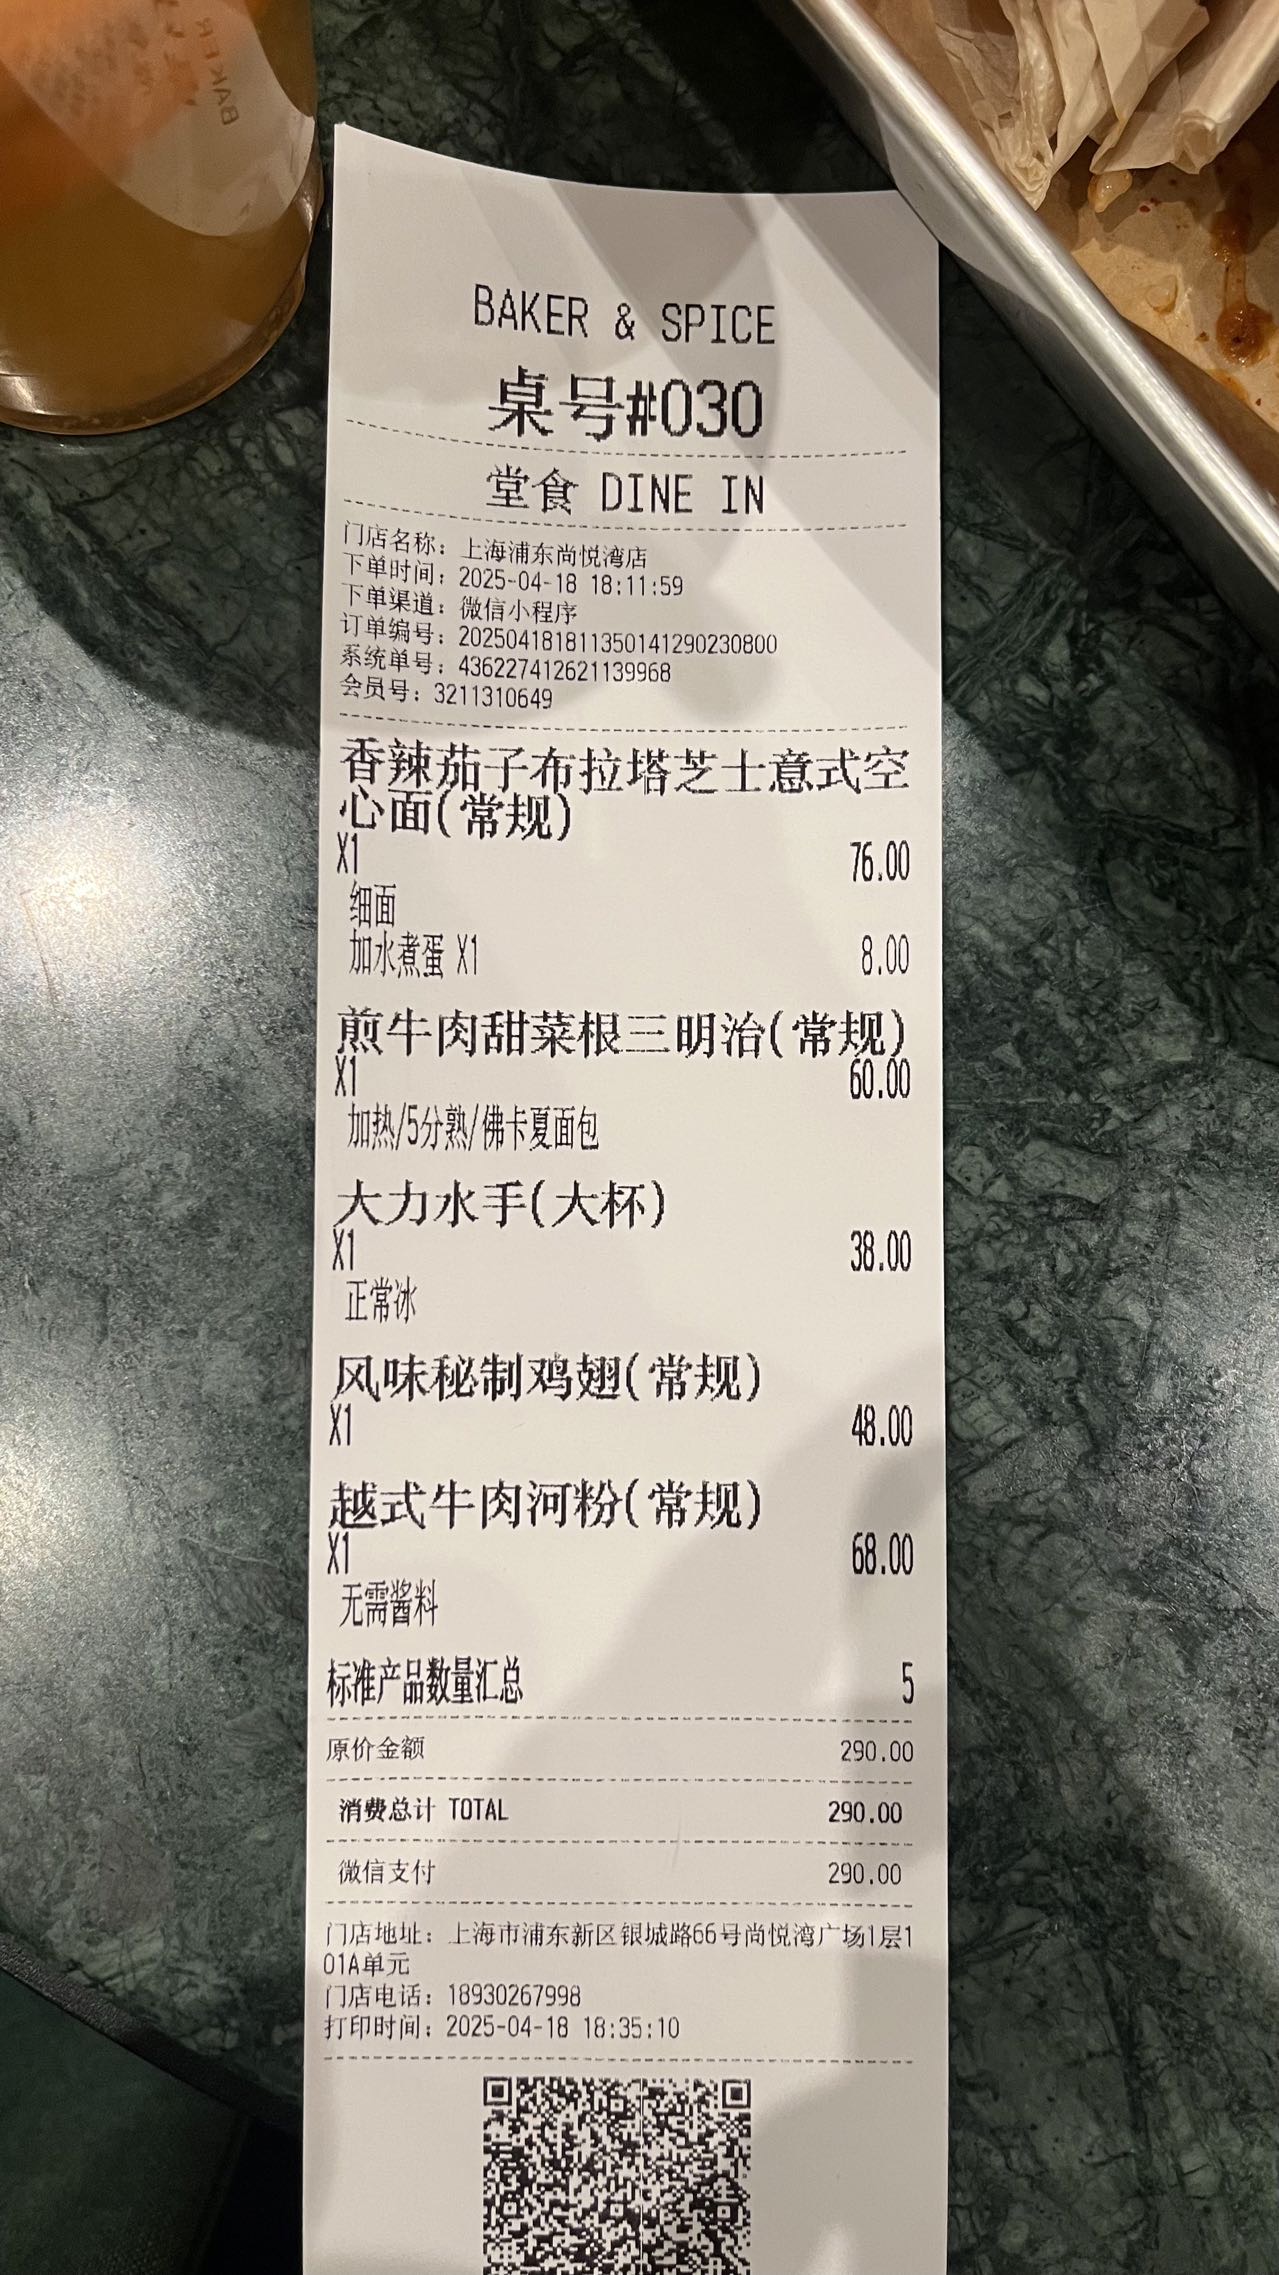 BAKER
BAKER & SPICE
桌号#030
堂食 DINE IN
门店名称：上海浦东尚悦湾店
下单时间：2025-04-18 18:11:59
下单渠道：微信小程序
订单编号：20250418181135014129023​0800
系统单号：436227412621139968
会员号：3211310649
香辣茄子布拉塔芝士意式空
心面(常规)
X1 76.00
细面
加水煮蛋 X1 8.00
煎牛肉甜菜根三明治(常规)
X1 60.00
加热/5分熟/佛卡夏面包
大力水手(大杯)
X1 38.00
正常冰
风味秘制鸡翅(常规)
X1 48.00
越式牛肉河粉(常规)
X1 68.00
无需酱料
标准产品数量汇总 5
原价金额 290.00
消费总计 TOTAL 290.00
微信支付 290.00
门店地址：上海市浦东新区银城路66号尚悦湾广场1层1
01A单元
门店电话：18930267998
打印时间：2025-04-18 18:35:10